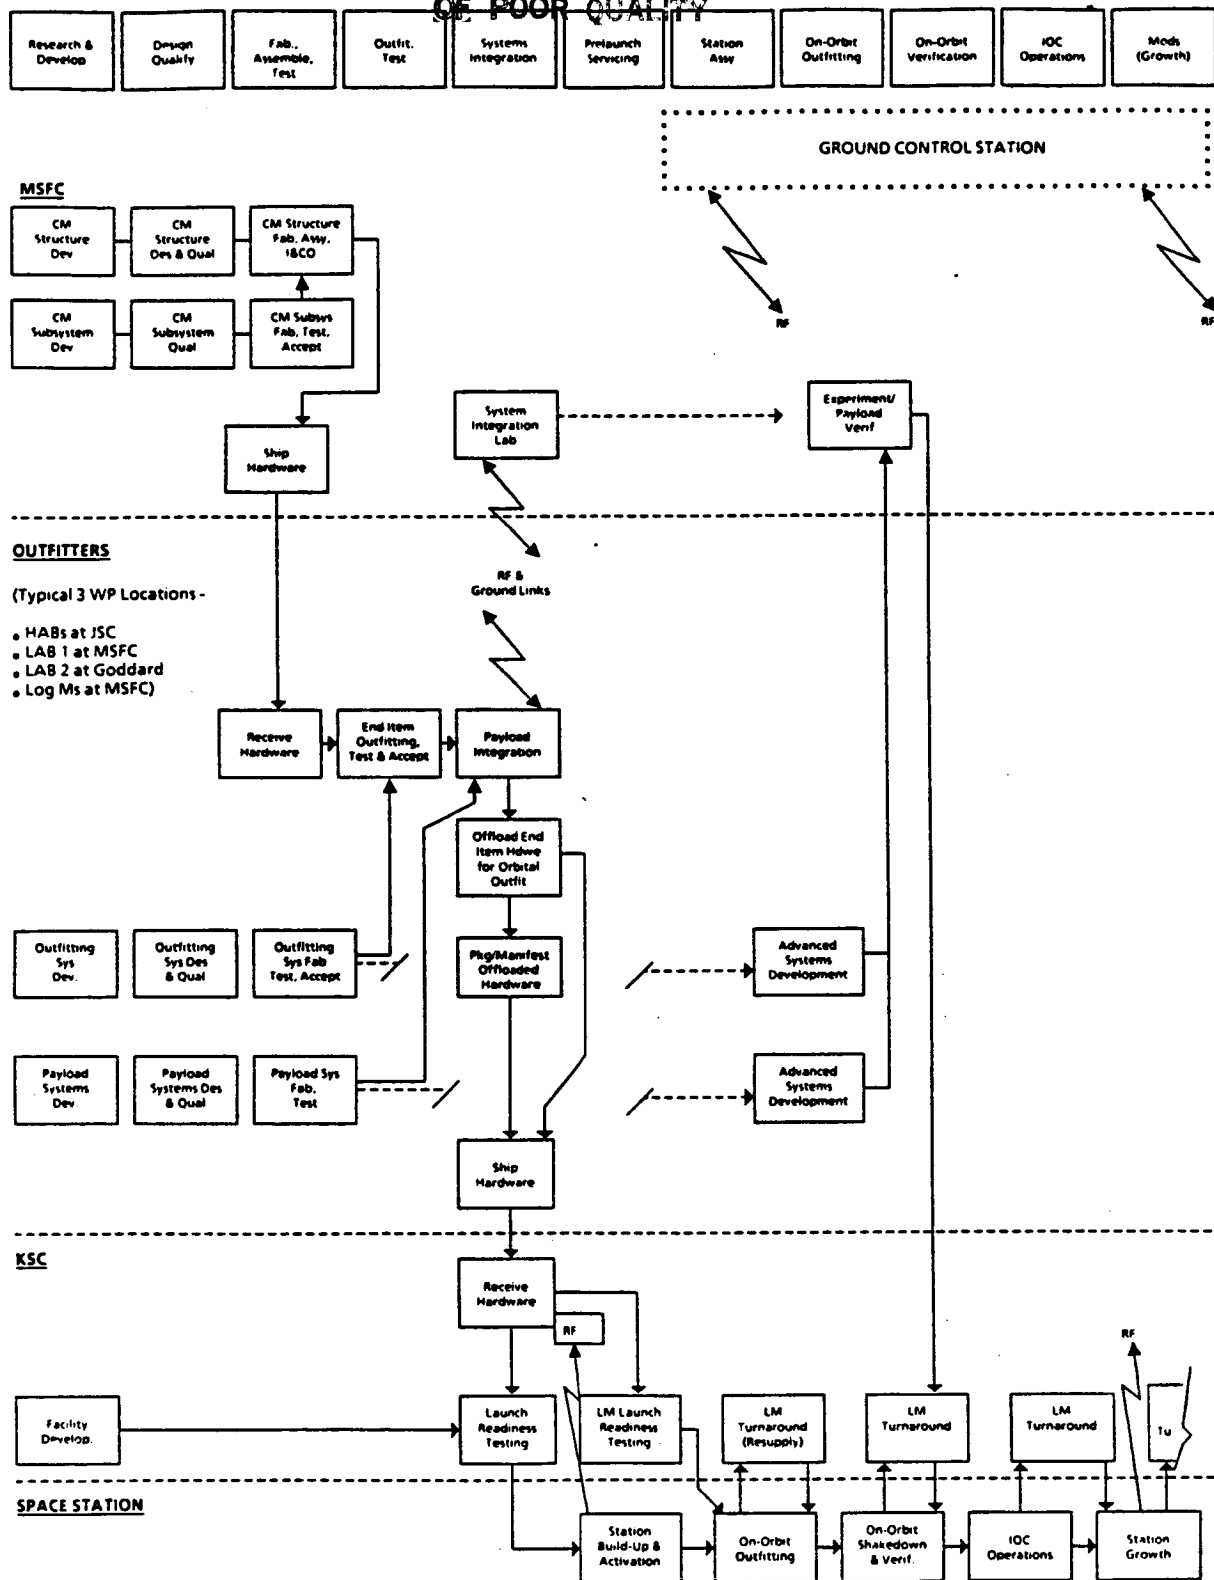 OF POOR QUALITY
Research &
Develop
Design
Qualify
Fab.,
Assemble,
Test
Outfit.
Test
Systems
Integration
Prelaunch
Servicing
Station
Assy
On-Orbit
Outfitting
On-Orbit
Verification
IOC
Operations
Mods
(Growth)
GROUND CONTROL STATION
MSFC
CM
Structure
Dev
CM
Structure
Des & Qual
CM Structure
Fab, Assy,
I&CO
CM
Subsystem
Dev
CM
Subsystem
Qual
CM Subsys
Fab, Test,
Accept
RF
RF
Ship
Hardware
System
Integration
Lab
Experiment/
Payload
Verif
OUTFITTERS
(Typical 3 WP Locations -
• HABs at JSC
• LAB 1 at MSFC
• LAB 2 at Goddard
• Log Ms at MSFC)
RF &
Ground Links
Receive
Hardware
End Item
Outfitting,
Test & Accept
Payload
Integration
Offload End
Item Hdwe
for Orbital
Outfit
Outfitting
Sys
Dev.
Outfitting
Sys Des
& Qual
Outfitting
Sys Fab
Test, Accept
Pkg/Manifest
Offloaded
Hardware
Advanced
Systems
Development
Payload
Systems
Dev
Payload
Systems Des
& Qual
Payload Sys
Fab,
Test
Advanced
Systems
Development
Ship
Hardware
KSC
Receive
Hardware
RF
RF
Facility
Develop.
Launch
Readiness
Testing
LM Launch
Readiness
Testing
LM
Turnaround
(Resupply)
LM
Turnaround
LM
Turnaround
Tu
SPACE STATION
Station
Build-Up &
Activation
On-Orbit
Outfitting
On-Orbit
Shakedown
& Verif.
IOC
Operations
Station
Growth